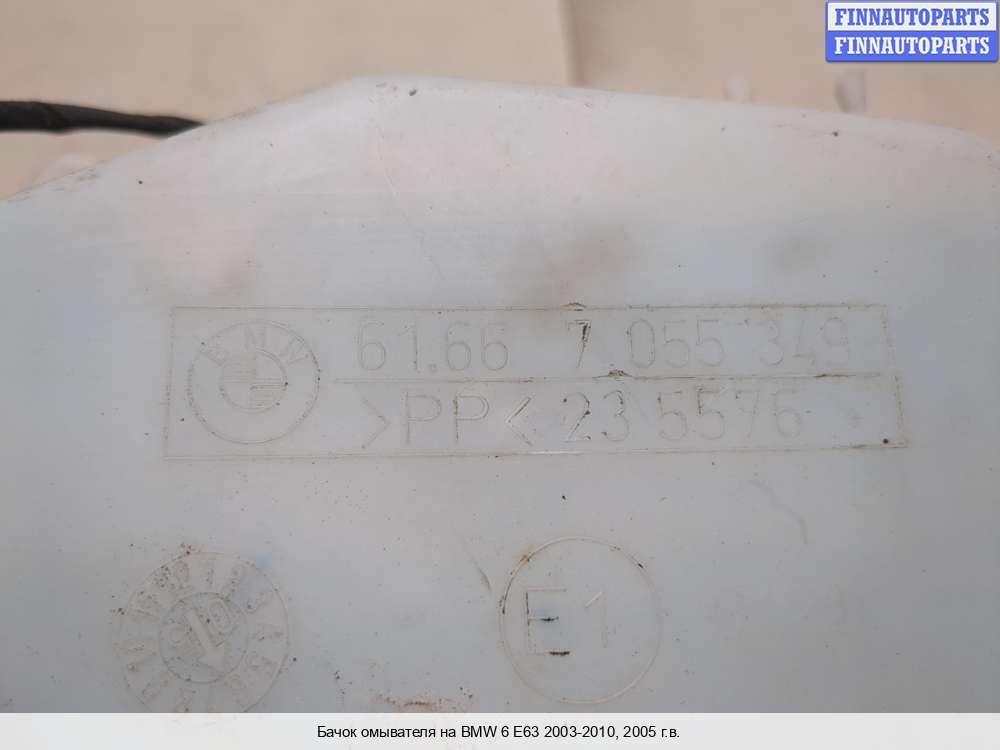 FINNAUTOPARTS
FINNAUTOPARTS
BMW
61.66 7 055 349
>PP< 23 5576
E1
Бачок омывателя на BMW 6 E63 2003-2010, 2005 г.в.